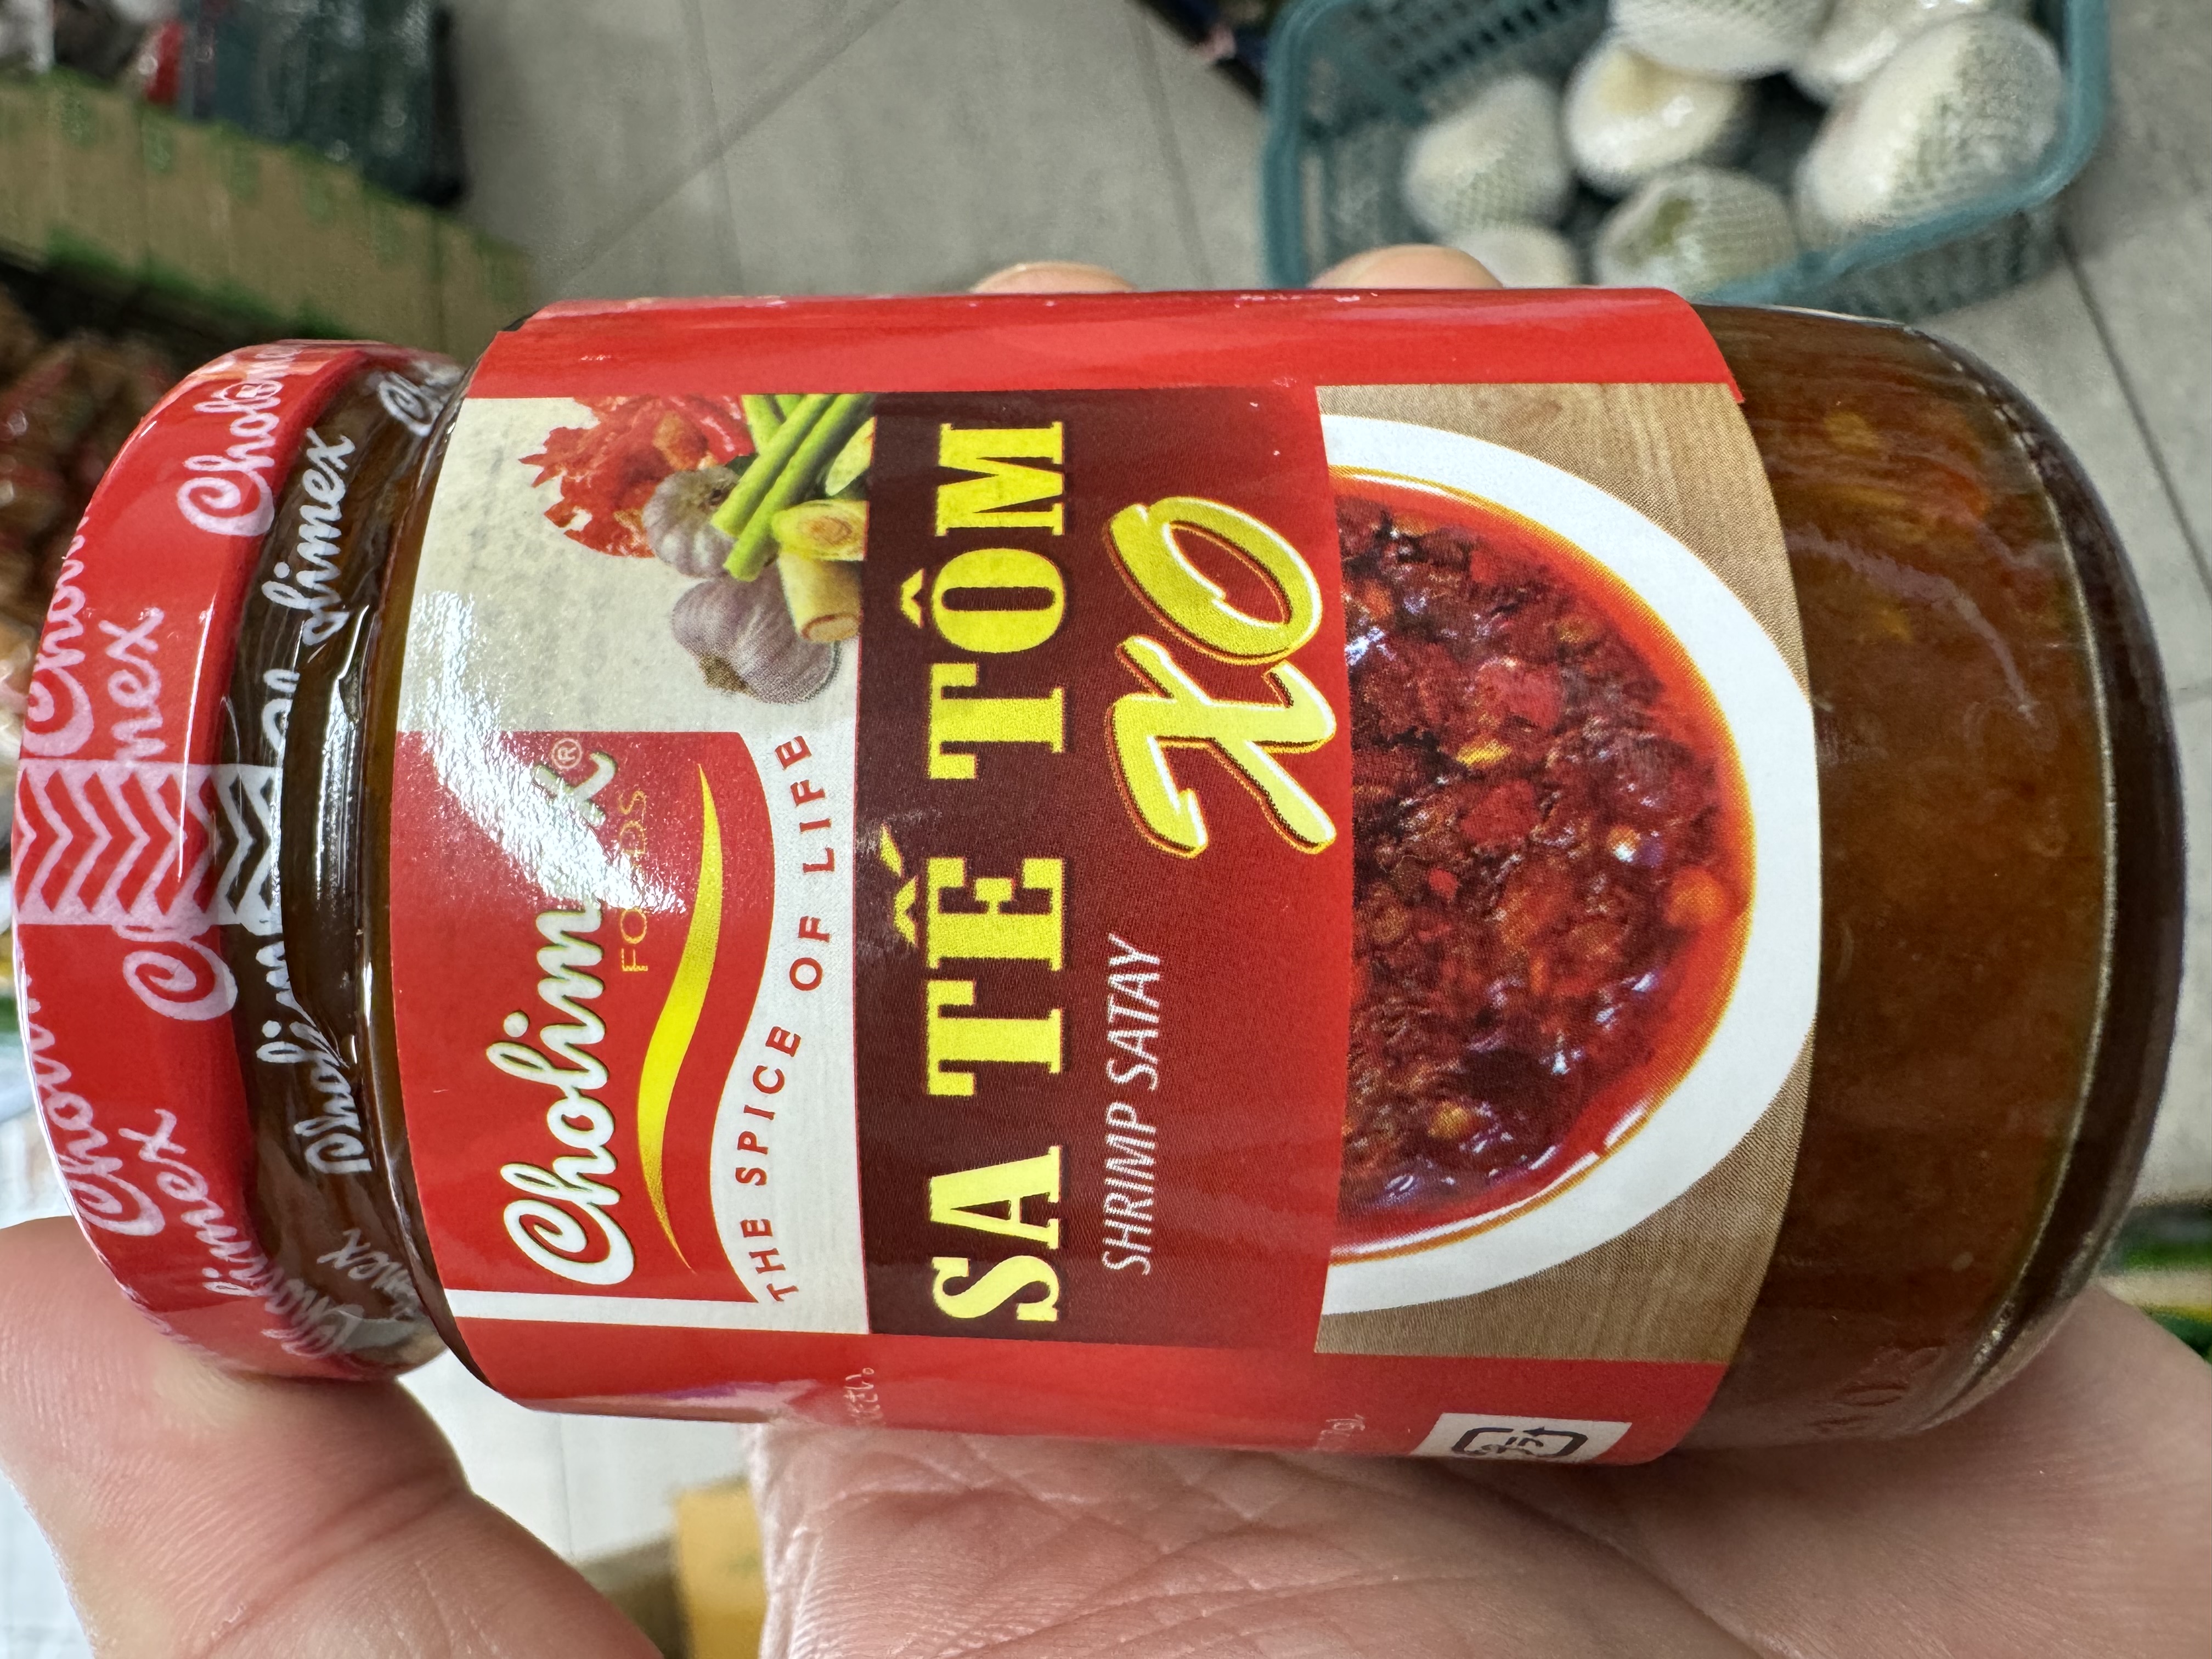 Cholimex®
FOODS
THE SPICE OF LIFE
SA TẾ TÔM
SHRIMP SATAY
XO
Cholimex
Cholimex
Cholimex